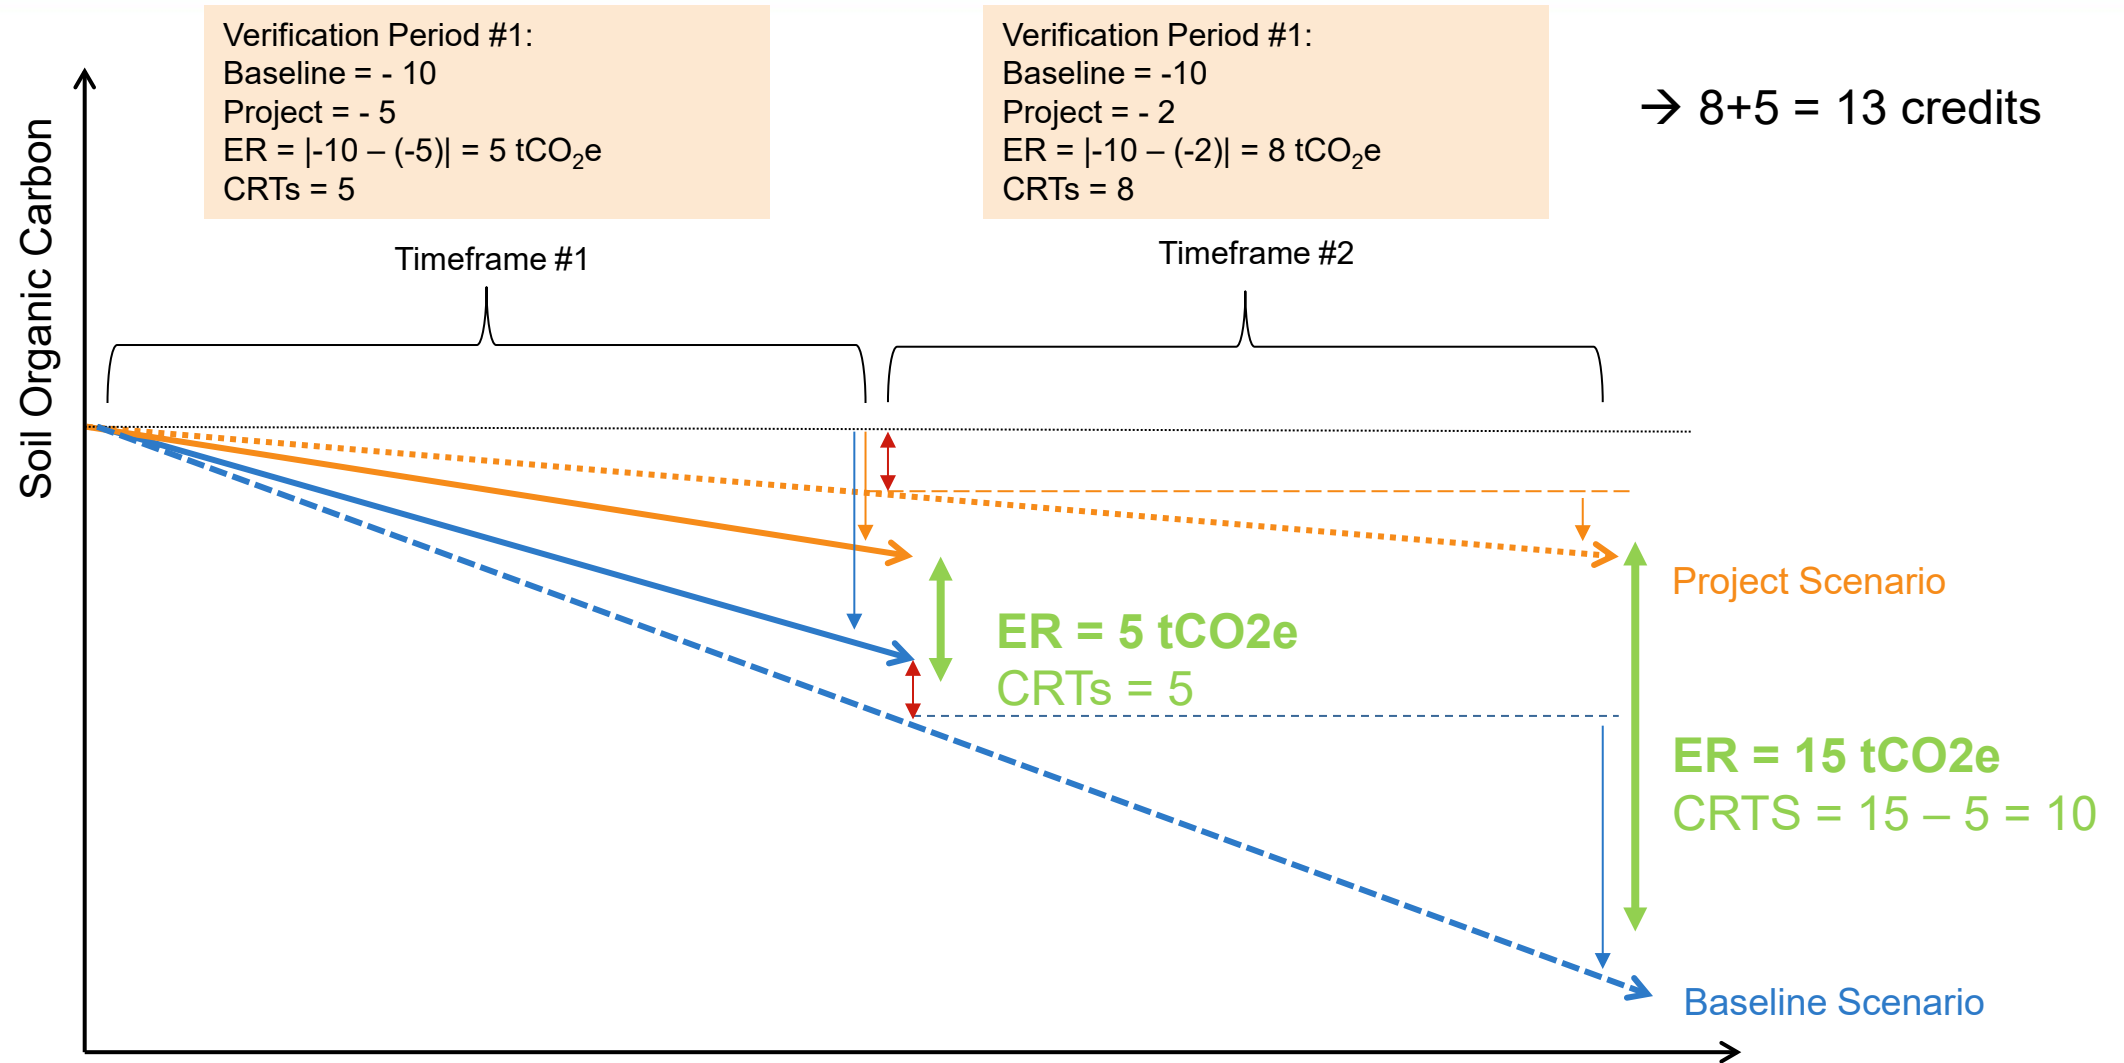 Verification Period #1:
Baseline = - 10
Project = - 5
ER = |-10 – (-5)| = 5 tCO₂e
CRTs = 5
Verification Period #1:
Baseline = -10
Project = - 2
ER = |-10 – (-2)| = 8 tCO₂e
CRTs = 8
→ 8+5 = 13 credits
Soil Organic Carbon
Timeframe #1
Timeframe #2
Project Scenario
ER = 5 tCO2e
CRTs = 5
ER = 15 tCO2e
CRTS = 15 – 5 = 10
Baseline Scenario